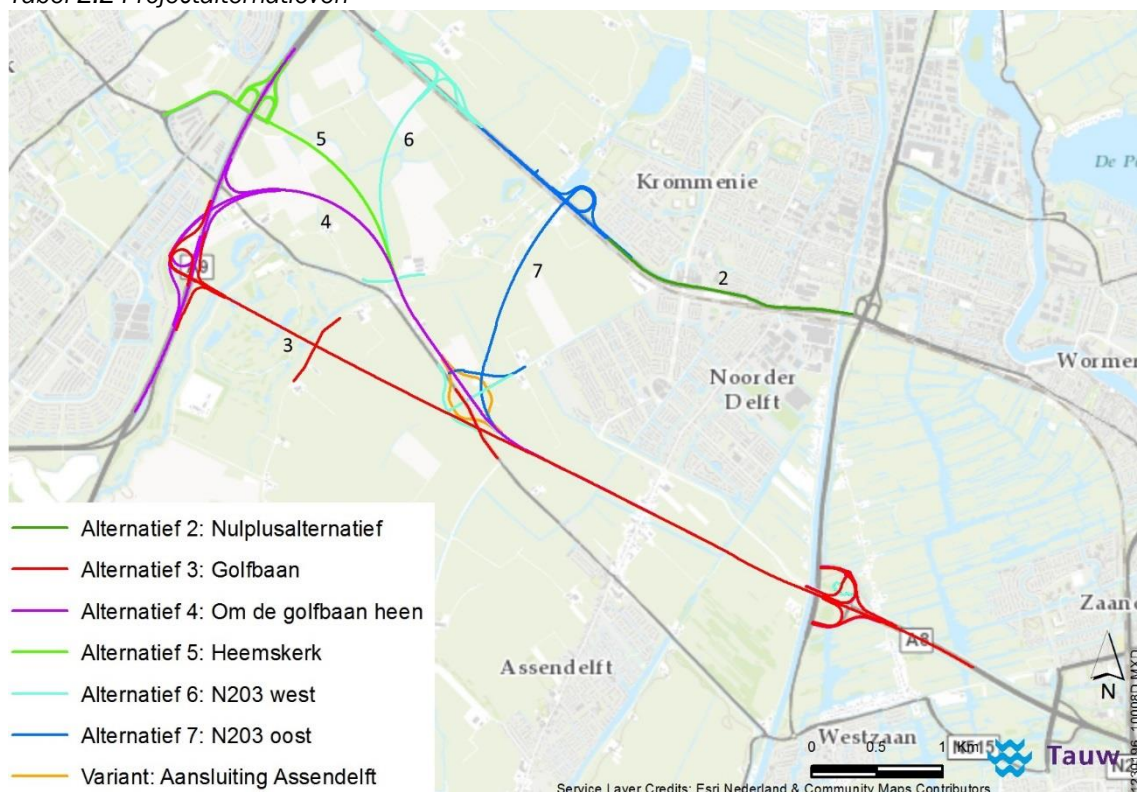 Tabel 2.2 Projectalternatieven
5
6
Krommenie
De
4
A9
7
2
3
Noorder
Delft
Wormer
Alternatief 2: Nulplusalternatief
Alternatief 3: Golfbaan
Alternatief 4: Om de golfbaan heen
Alternatief 5: Heemskerk
Alternatief 6: N203 west
Alternatief 7: N203 oost
Variant: Aansluiting Assendelft
Zaan
A8
Assendelft
N
Westzaan
N515
0 0.5 1 Km
Tauw
Service Layer Credits: Esri Nederland & Community Maps Contributors